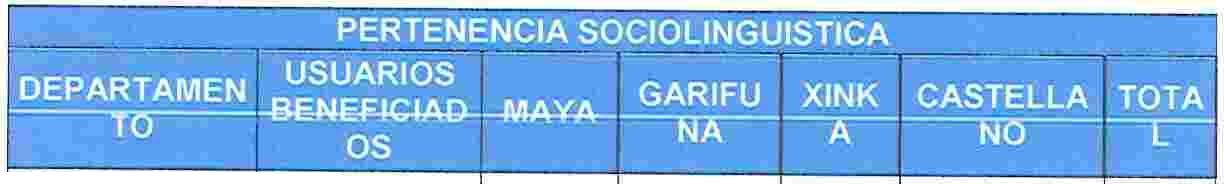 PERTENENCIA SOCIOLINGUISTICA
DEPARTAMEN
TO
USUARIOS
BENEFICIAD
OS
MAYA
GARIFU
NA
XINK
A
CASTELLA
NO
TOTA
L